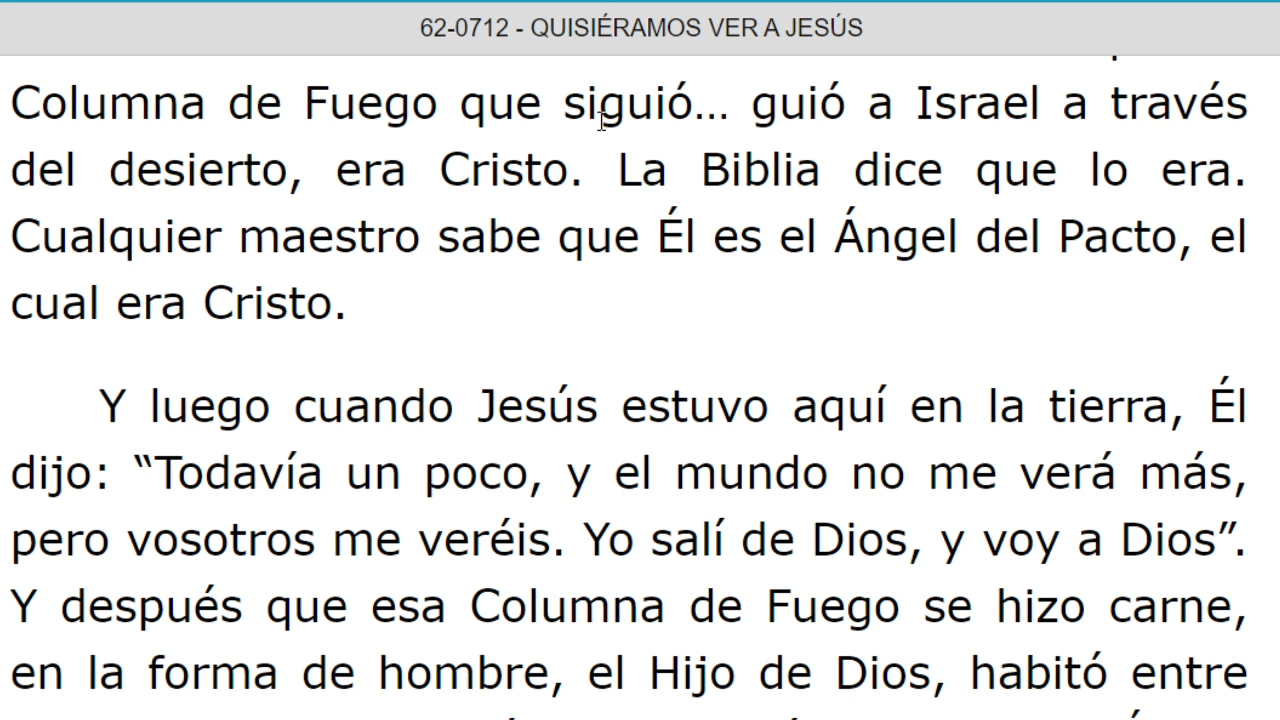 62-0712 - QUISIÉRAMOS VER A JESÚS
Columna de Fuego que siguió… guió a Israel a través
del desierto, era Cristo. La Biblia dice que lo era.
Cualquier maestro sabe que Él es el Ángel del Pacto, el
cual era Cristo.
Y luego cuando Jesús estuvo aquí en la tierra, Él
dijo: “Todavía un poco, y el mundo no me verá más,
pero vosotros me veréis. Yo salí de Dios, y voy a Dios”.
Y después que esa Columna de Fuego se hizo carne,
en la forma de hombre, el Hijo de Dios, habitó entre